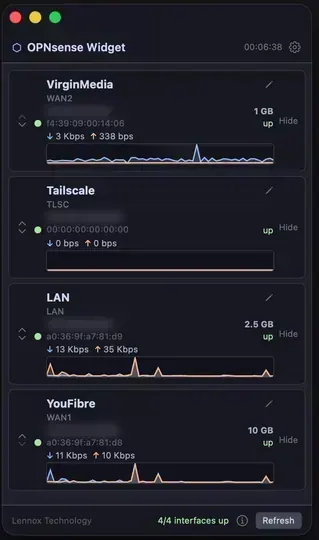 OPNsense Widget 00:06:38
VirginMedia
WAN2
1 GB
f4:39:09:00:14:06 up Hide
↓ 3 Kbps ↑ 338 bps
Tailscale
TLSC
00:00:00:00:00:00 up Hide
↓ 0 bps ↑ 0 bps
LAN
LAN
2.5 GB
a0:36:9f:a7:81:d9 up Hide
↓ 13 Kbps ↑ 35 Kbps
YouFibre
WAN1
10 GB
a0:36:9f:a7:81:d8 up Hide
↓ 11 Kbps ↑ 10 Kbps
Lennox Technology 4/4 interfaces up Refresh